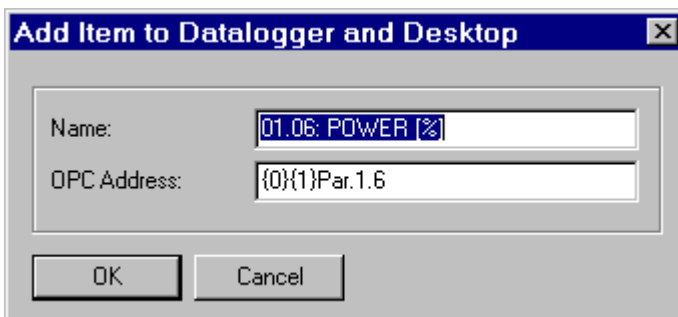 Add Item to Datalogger and Desktop
Name: 01.06: POWER [%]
OPC Address: {0}{1}Par.1.6
OK Cancel